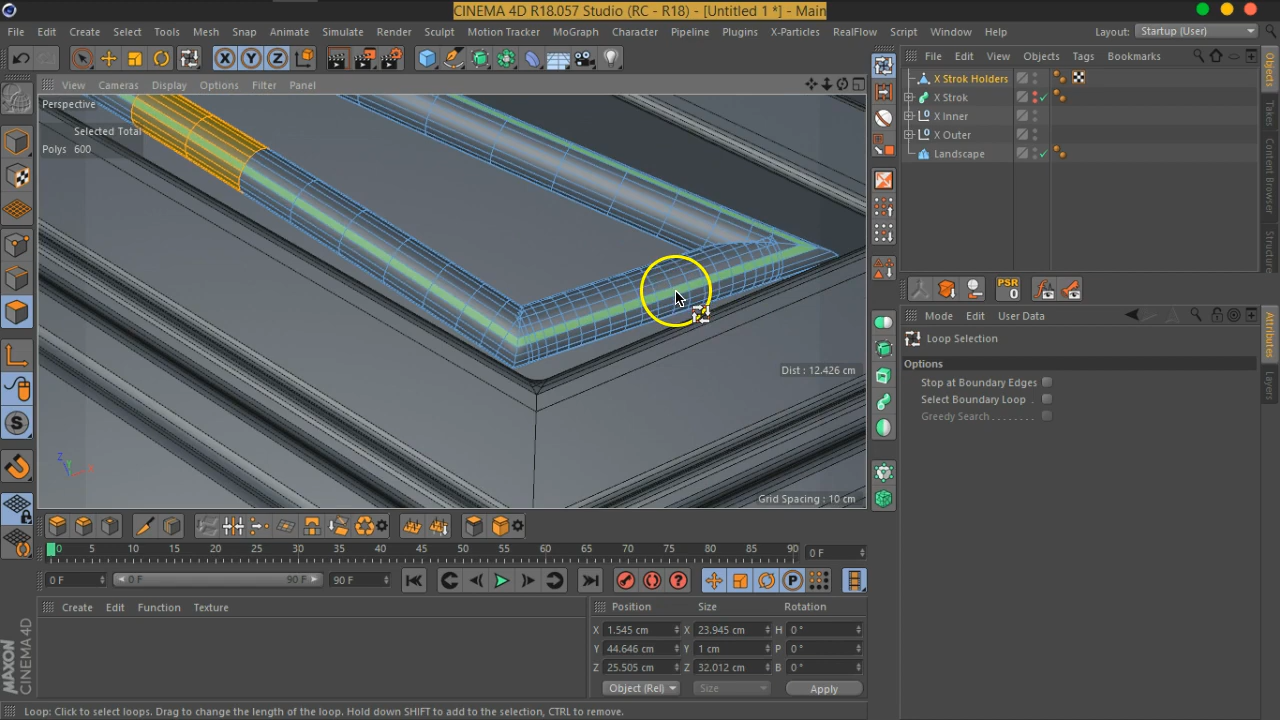 CINEMA 4D R18.057 Studio (RC - R18) - [Untitled 1 *] - Main
File Edit Create Select Tools Mesh Snap Animate Simulate Render Sculpt Motion Tracker MoGraph Character Pipeline Plugins X-Particles RealFlow Script Window Help Layout: Startup (User)
View Cameras Display Options Filter Panel
File Edit View Objects Tags Bookmarks
Perspective
Selected Total
Polys 600
X Strok Holders
X Strok
X Inner
X Outer
Landscape
Objects
Takes
Content Browser
Structure
PSR
0
Mode Edit User Data
Loop Selection
Options
Stop at Boundary Edges
Select Boundary Loop
Greedy Search
Attributes
Layers
Dist : 12.426 cm
Grid Spacing : 10 cm
0 5 10 15 20 25 30 35 40 45 50 55 60 65 70 75 80 85 90 0 F
0 F 0 F 90 F 90 F
Create Edit Function Texture
Position Size Rotation
X 1.545 cm X 23.945 cm H 0 °
Y 44.646 cm Y 1 cm P 0 °
Z 25.505 cm Z 32.012 cm B 0 °
Object (Rel) Size Apply
MAXON
CINEMA 4D
Loop: Click to select loops. Drag to change the length of the loop. Hold down SHIFT to add to the selection, CTRL to remove.